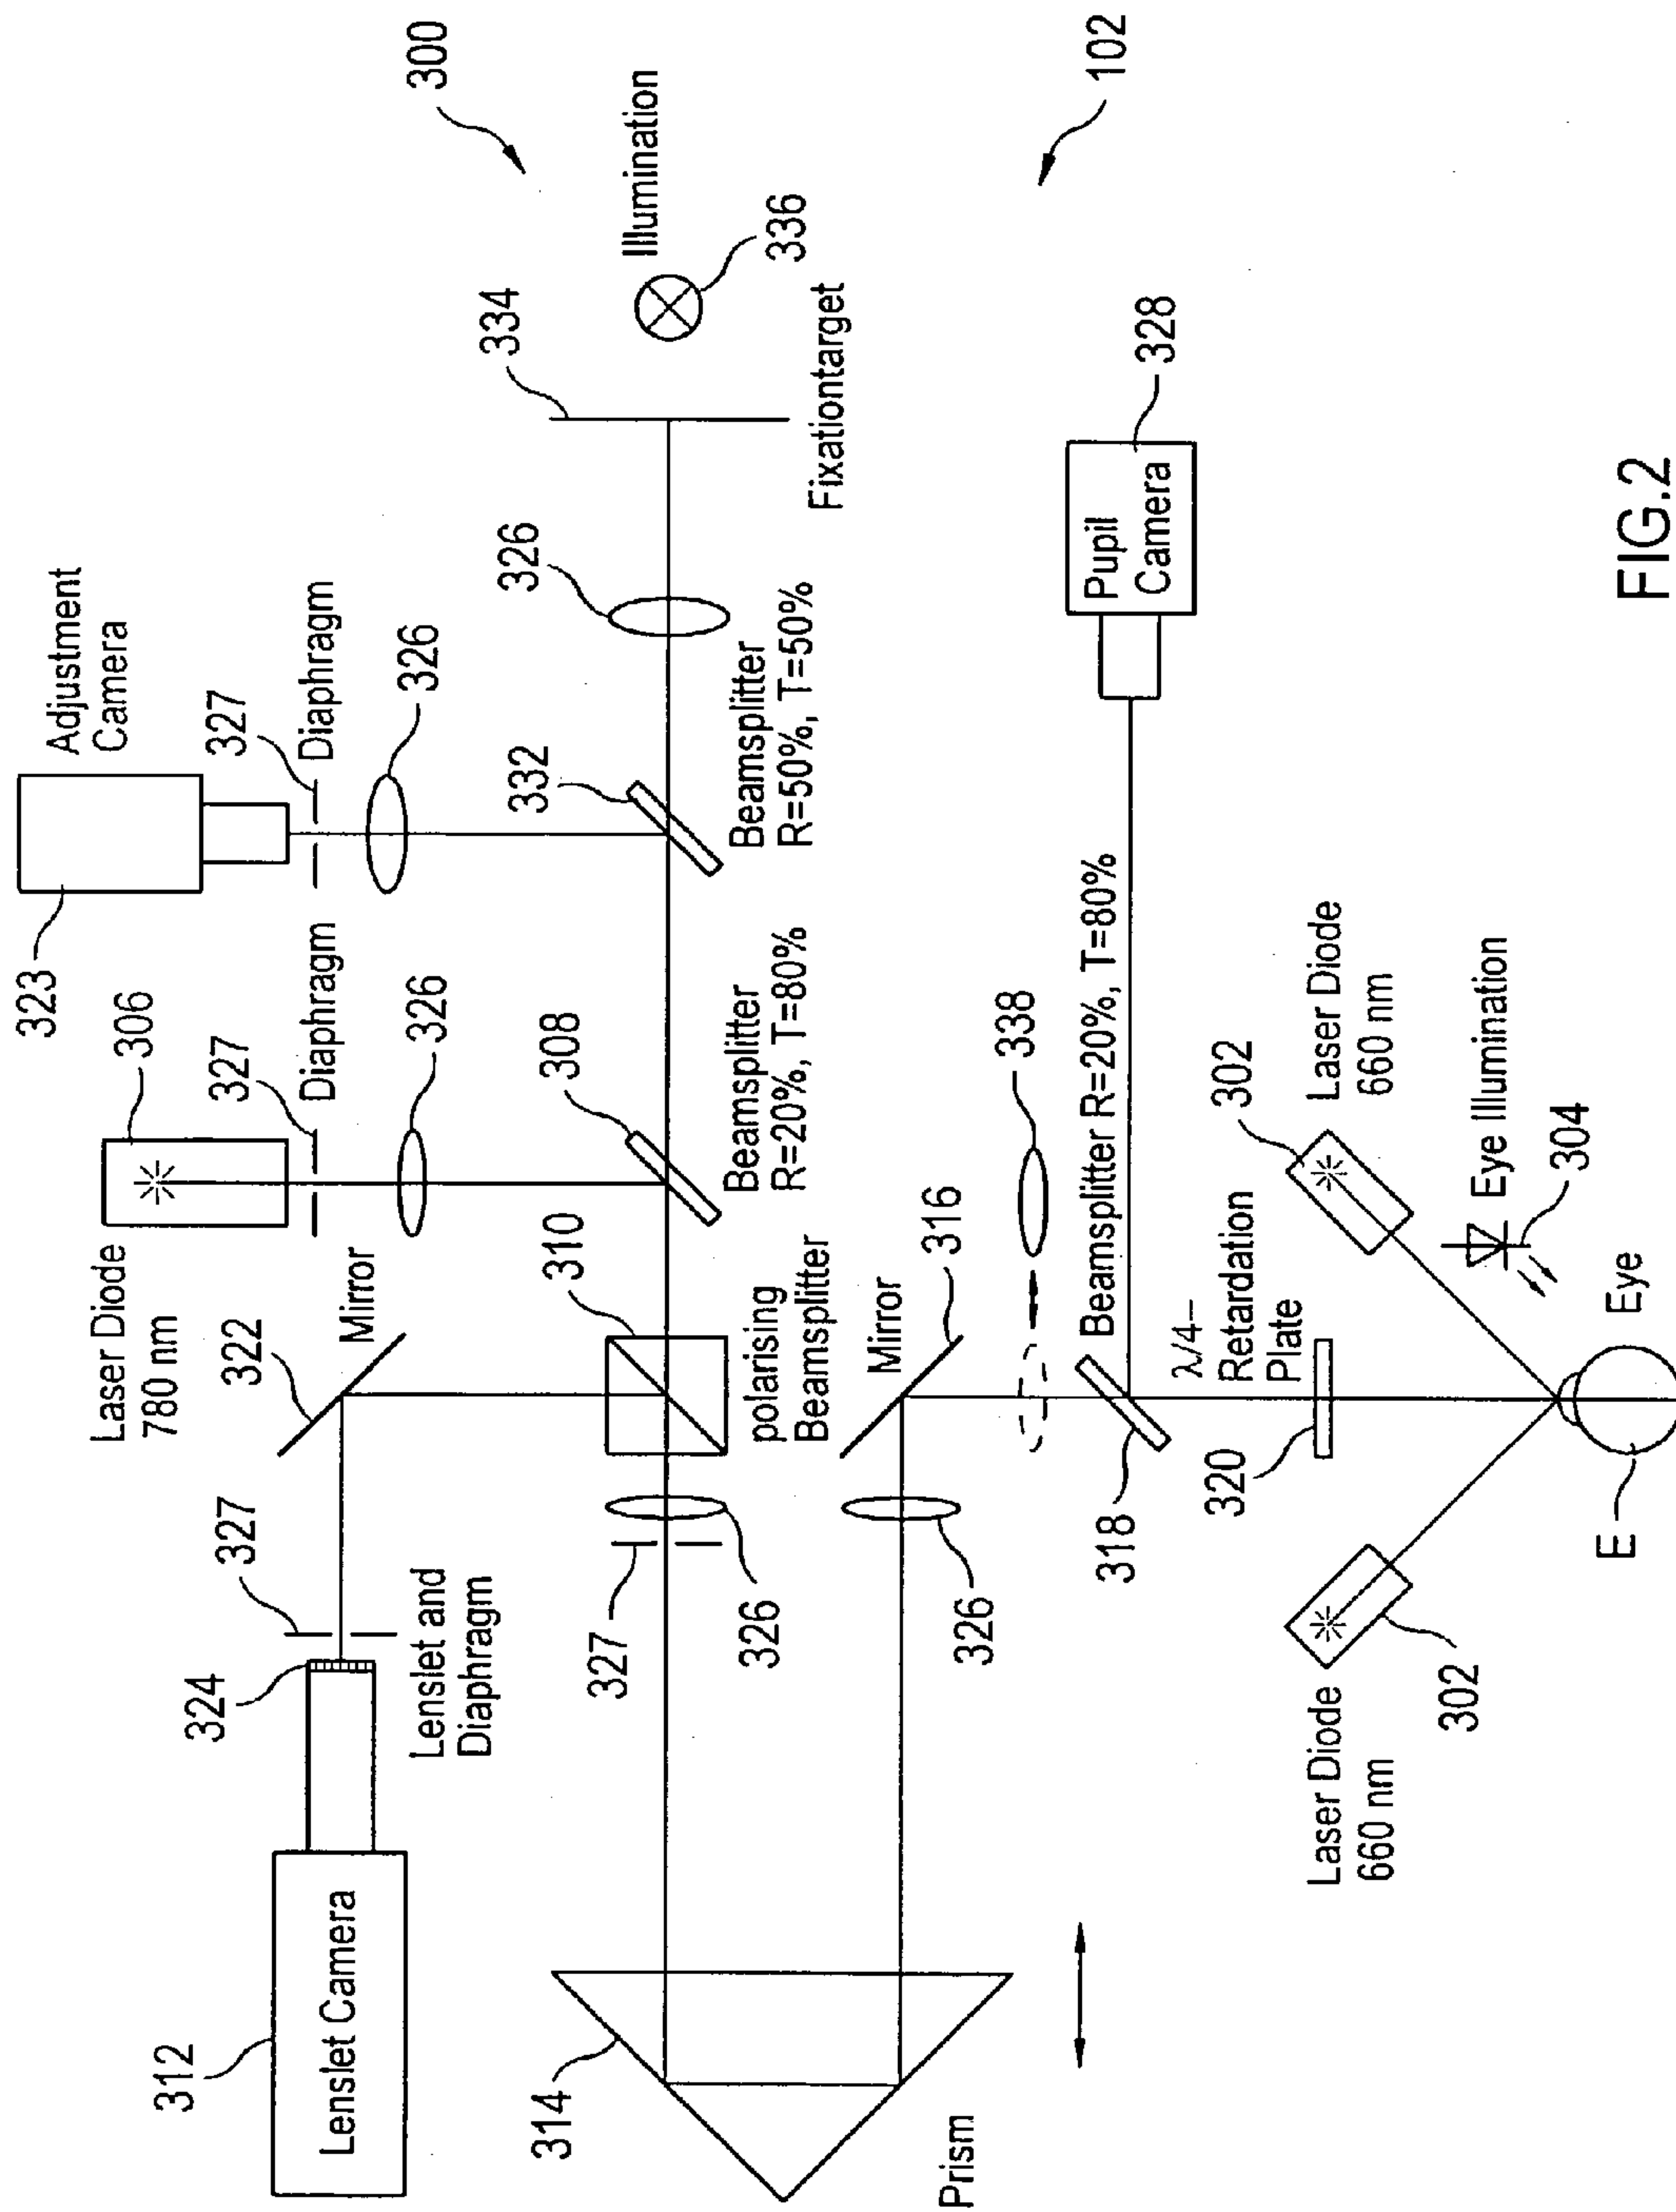 312
Lenslet Camera
324
327
Lenslet and
Diaphragm
322
Mirror
Laser Diode
780 nm
306
327
Diaphragm
326
323
Adjustment
Camera
327
Diaphragm
326
300
314
Prism
327
326
310
polarising
Beamsplitter
308
Beamsplitter
R=20%, T=80%
332
Beamsplitter
R=50%, T=50%
326
334
Fixationtarget
Illumination
336
326
Mirror
316
338
318
Beamsplitter R=20%, T=80%
Pupil
Camera
328
102
320
λ/4–
Retardation
Plate
Laser Diode
660 nm
302
302
Laser Diode
660 nm
Eye Illumination
304
E
Eye
FIG.2